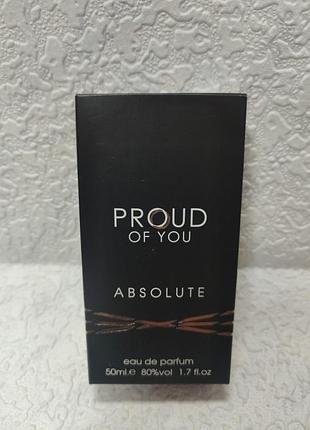 PROUD
OF YOU
ABSOLUTE
eau de parfum
50ml.e 80%vol 1.7 fl.oz